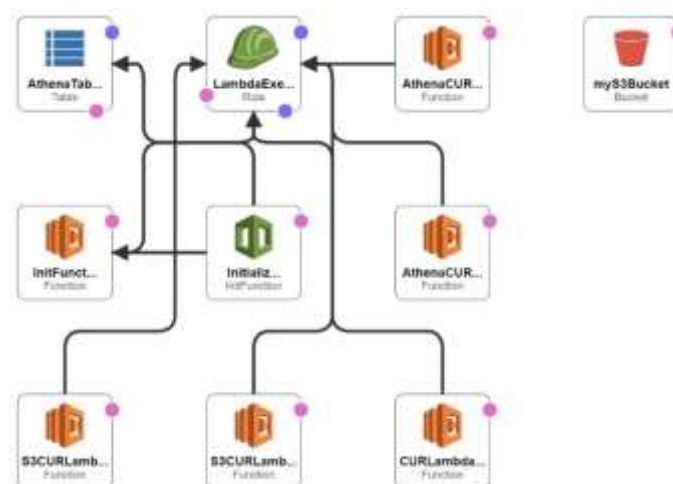 AthenaTab...
Table
LambdaExe...
Role
AthenaCUR...
Function
myS3Bucket
Bucket
InitFunct...
Function
Initializ...
InitFunction
AthenaCUR...
Function
S3CURLamb...
Function
S3CURLamb...
Function
CURLambda...
Function